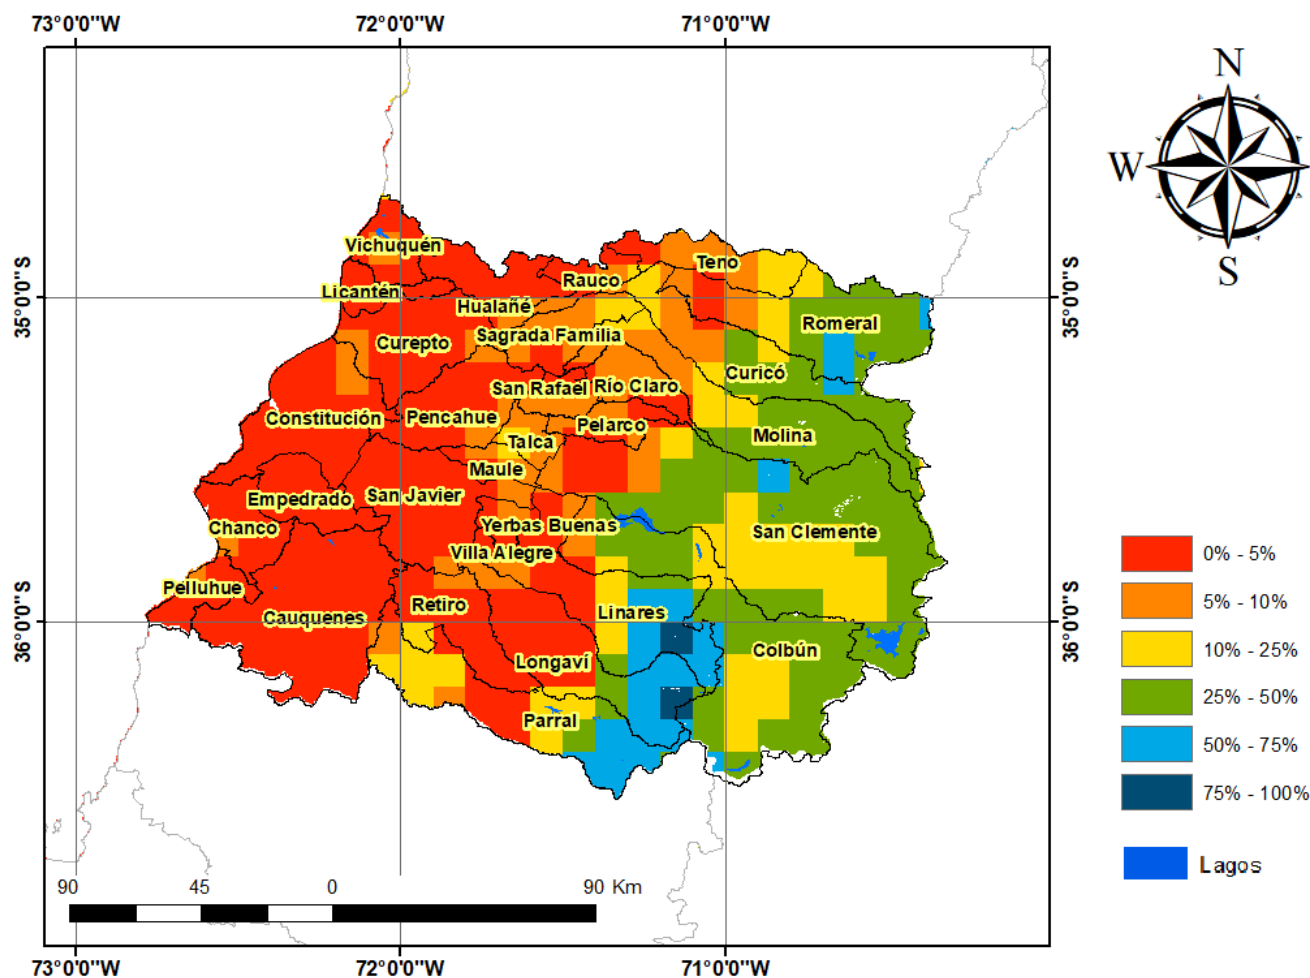 73°0'0"W 72°0'0"W 71°0'0"W
N
W
S
35°0'0"S
35°0'0"S
36°0'0"S
36°0'0"S
Vichuquén
Teno
Rauco
Licantén
Hualañé
Romeral
Sagrada Familia
Curepto
Curicó
San Rafael
Río Claro
Constitución
Pencahue
Pelarco
Molina
Talca
Maule
Empedrado
San Javier
Chanco
Yerbas Buenas
San Clemente
Villa Alegre
Pelluhue
Retiro
Linares
Cauquenes
Colbún
Longaví
Parral
0% - 5%
5% - 10%
10% - 25%
25% - 50%
50% - 75%
75% - 100%
Lagos
90 45 0 90 Km
73°0'0"W 72°0'0"W 71°0'0"W